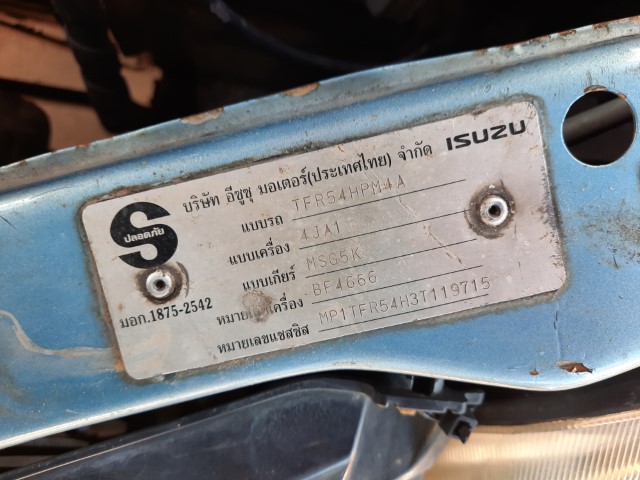 บริษัท อีซูซุ มอเตอร์(ประเทศไทย) จำกัด ISUZU
แบบรถ TFR54HPM4A
แบบเครื่อง 4JA1
แบบเกียร์ MSG5K
หมายเลขเครื่อง BF4666
หมายเลขแชสซิส MP1TFR54H3T119715
S
ปลอดภัย
มอก.1875-2542